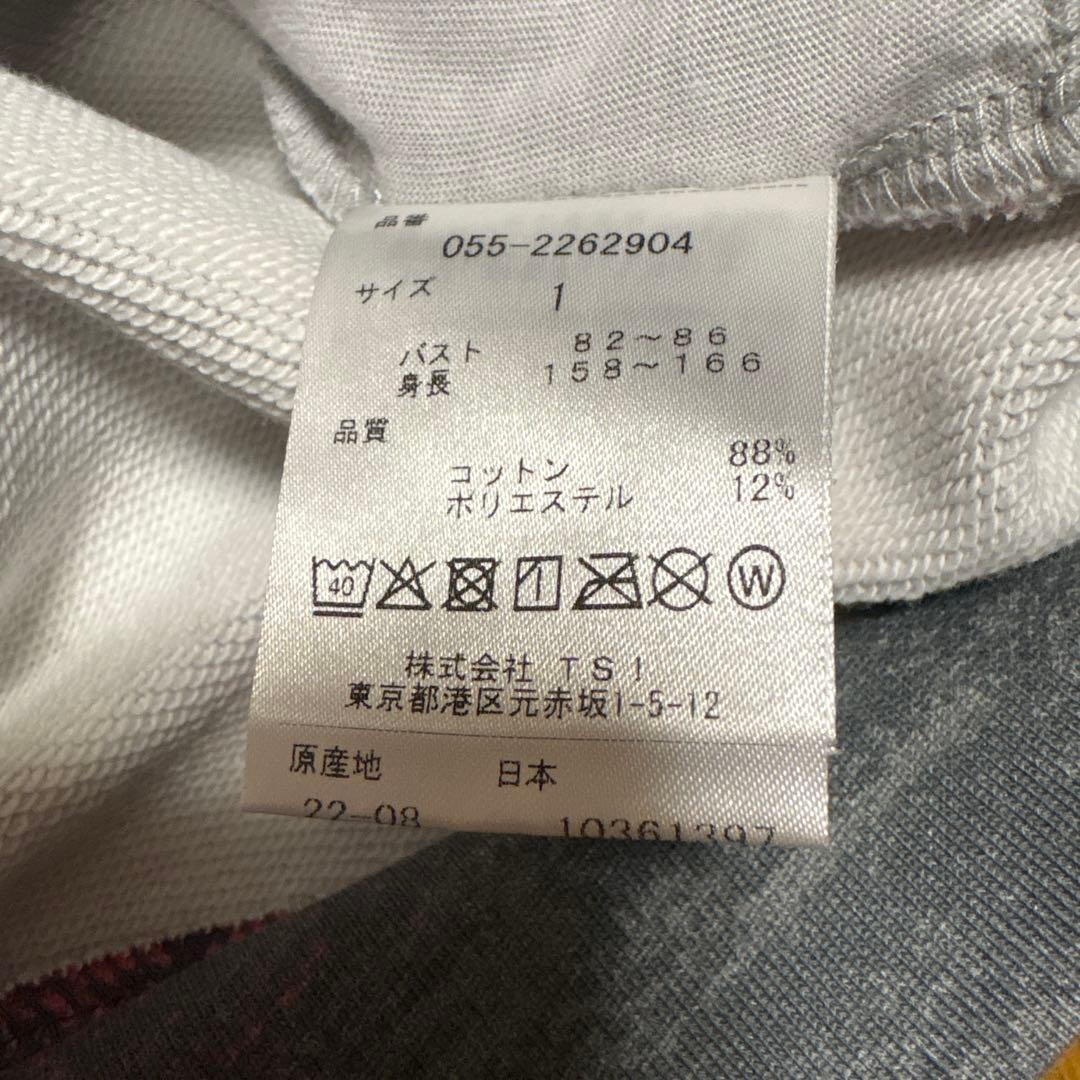 品番
055-2262904
サイズ 1
バスト 82～86
身長 158～166
品質
コットン 88%
ポリエステル 12%
40 1 W
株式会社 TSI
東京都港区元赤坂1-5-12
原産地 日本
22-08 10361397